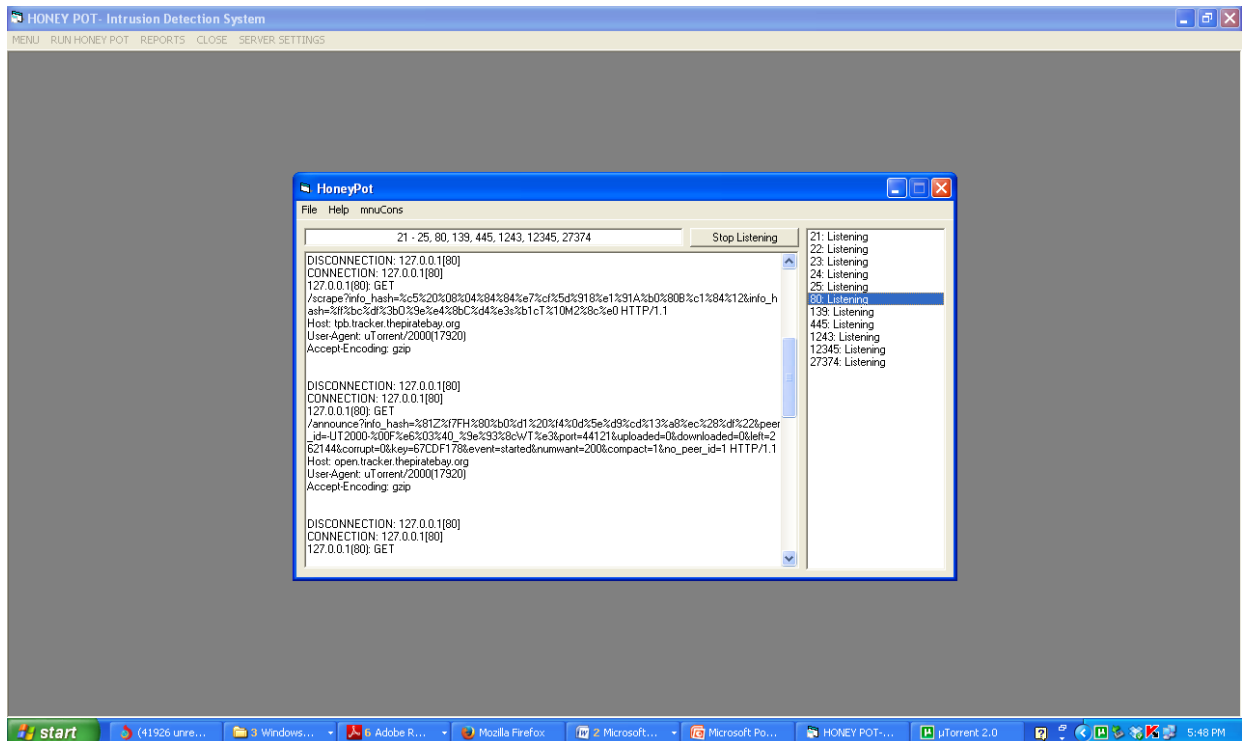 HONEY POT- Intrusion Detection System
MENU RUN HONEY POT REPORTS CLOSE SERVER SETTINGS
HoneyPot
File Help mnuCons
21 - 25, 80, 139, 445, 1243, 12345, 27374
Stop Listening
DISCONNECTION: 127.0.0.1[80]
CONNECTION: 127.0.0.1[80]
127.0.0.1(80): GET
/scrape?info_hash=%c5%20%08%04%84%84%e7%cf%5d%918%e1%91A%b0%80B%c1%84%12&info_h
ash=%ff%bc%df%3bO%9e%e4%8bC%d4%e3s%b1cT%10M2%8c%e0 HTTP/1.1
Host: tpb.tracker.thepiratebay.org
User-Agent: uTorrent/2000(17920)
Accept-Encoding: gzip
DISCONNECTION: 127.0.0.1[80]
CONNECTION: 127.0.0.1[80]
127.0.0.1(80): GET
/announce?info_hash=%81Z%f7FH%80%b0%d1%20%f4%0d%5e%d9%cd%13%a8%ec%28%df%22&peer
_id=-UT2000-%00F%e6%03%40_%9e%93%8cWT%e3&port=44121&uploaded=0&downloaded=0&left=2
62144&corrupt=0&key=67CDF178&event=started&numwant=200&compact=1&no_peer_id=1 HTTP/1.1
Host: open.tracker.thepiratebay.org
User-Agent: uTorrent/2000(17920)
Accept-Encoding: gzip
DISCONNECTION: 127.0.0.1[80]
CONNECTION: 127.0.0.1[80]
127.0.0.1(80): GET
21: Listening
22: Listening
23: Listening
24: Listening
25: Listening
80: Listening
139: Listening
445: Listening
1243: Listening
12345: Listening
27374: Listening
start
(41926 unre...
3 Windows...
6 Adobe R...
Mozilla Firefox
2 Microsoft...
Microsoft Po...
HONEY POT-...
µTorrent 2.0
5:48 PM